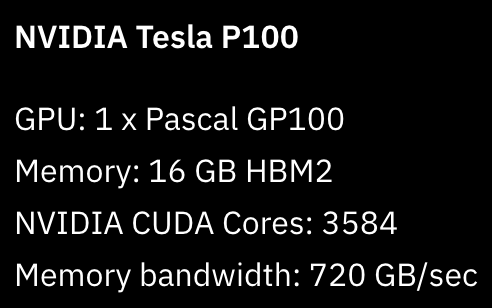 NVIDIA Tesla P100
GPU: 1 x Pascal GP100
Memory: 16 GB HBM2
NVIDIA CUDA Cores: 3584
Memory bandwidth: 720 GB/sec